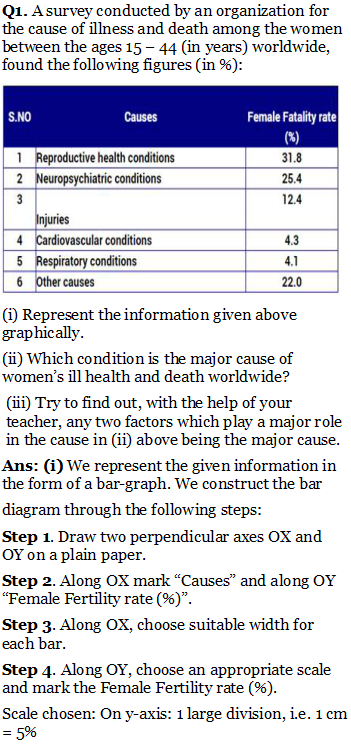 Q1. A survey conducted by an organization for
the cause of illness and death among the women
between the ages 15 – 44 (in years) worldwide,
found the following figures (in %):
S.NO Causes Female Fatality rate
(%)
1 Reproductive health conditions 31.8
2 Neuropsychiatric conditions 25.4
3 12.4
Injuries
4 Cardiovascular conditions 4.3
5 Respiratory conditions 4.1
6 Other causes 22.0
(i) Represent the information given above
graphically.
(ii) Which condition is the major cause of
women’s ill health and death worldwide?
(iii) Try to find out, with the help of your
teacher, any two factors which play a major role
in the cause in (ii) above being the major cause.
Ans: (i) We represent the given information in
the form of a bar-graph. We construct the bar
diagram through the following steps:
Step 1. Draw two perpendicular axes OX and
OY on a plain paper.
Step 2. Along OX mark “Causes” and along OY
“Female Fertility rate (%)”.
Step 3. Along OX, choose suitable width for
each bar.
Step 4. Along OY, choose an appropriate scale
and mark the Female Fertility rate (%).
Scale chosen: On y-axis: 1 large division, i.e. 1 cm
= 5%